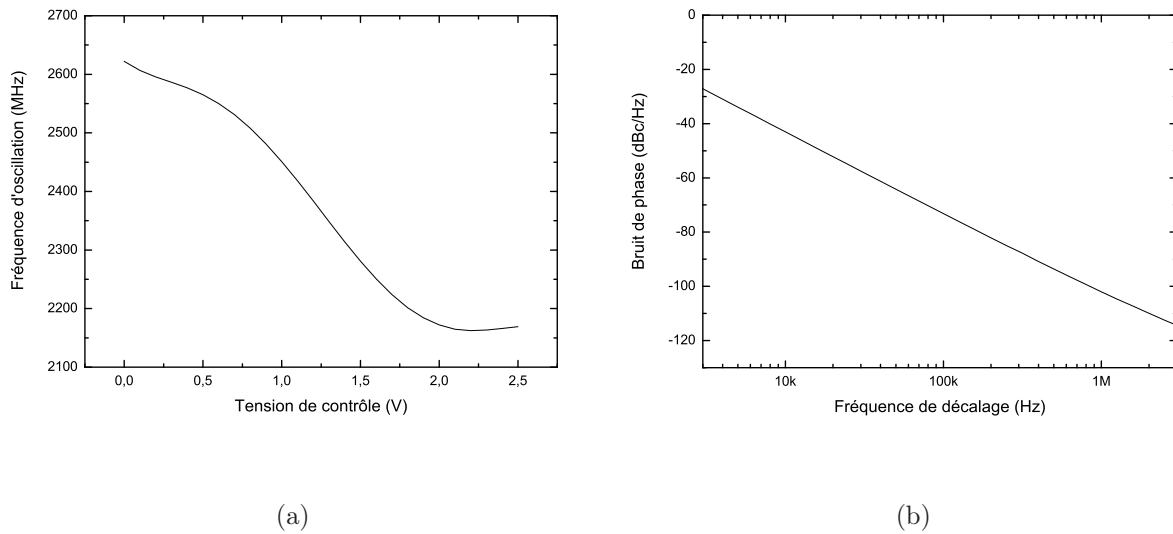 2700
2600
2500
2400
2300
2200
2100
0,0 0,5 1,0 1,5 2,0 2,5
Fréquence d'oscillation (MHz)
Tension de contrôle (V)
(a)
0
-20
-40
-60
-80
-100
-120
10k 100k 1M
Bruit de phase (dBc/Hz)
Fréquence de décalage (Hz)
(b)